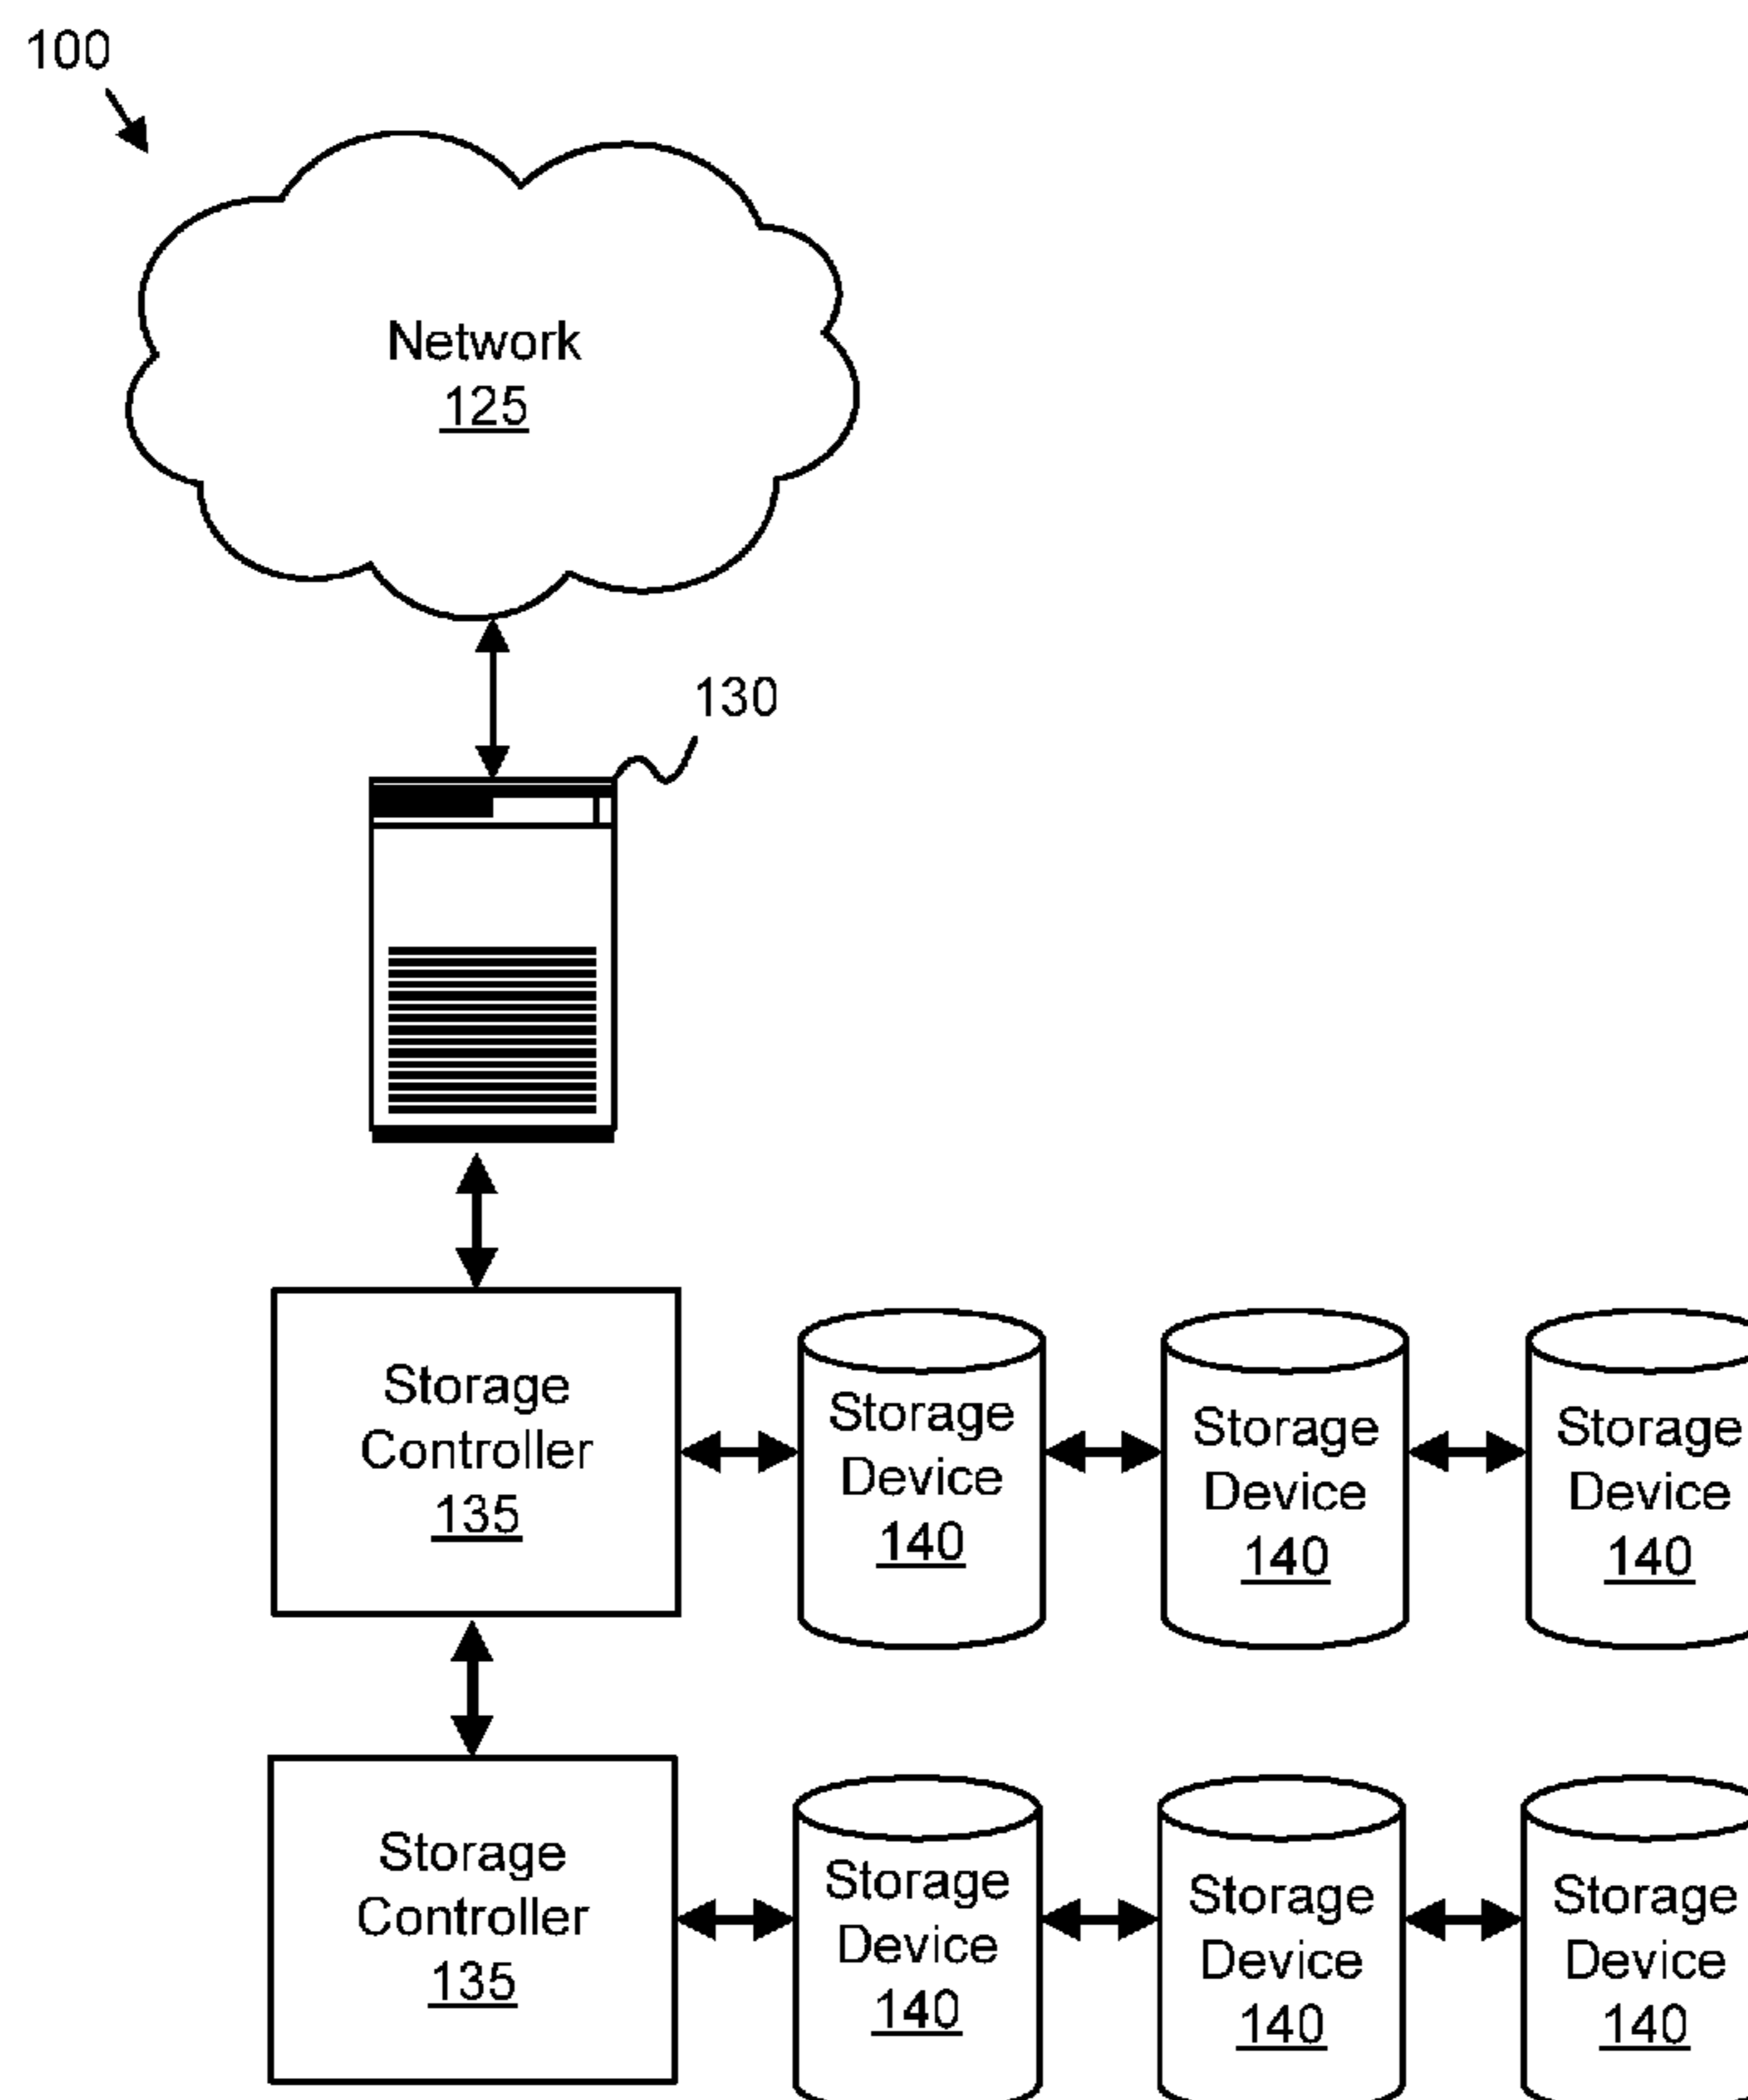 100
Network
125
130
Storage
Controller
135
Storage
Device
140
Storage
Device
140
Storage
Device
140
Storage
Controller
135
Storage
Device
140
Storage
Device
140
Storage
Device
140